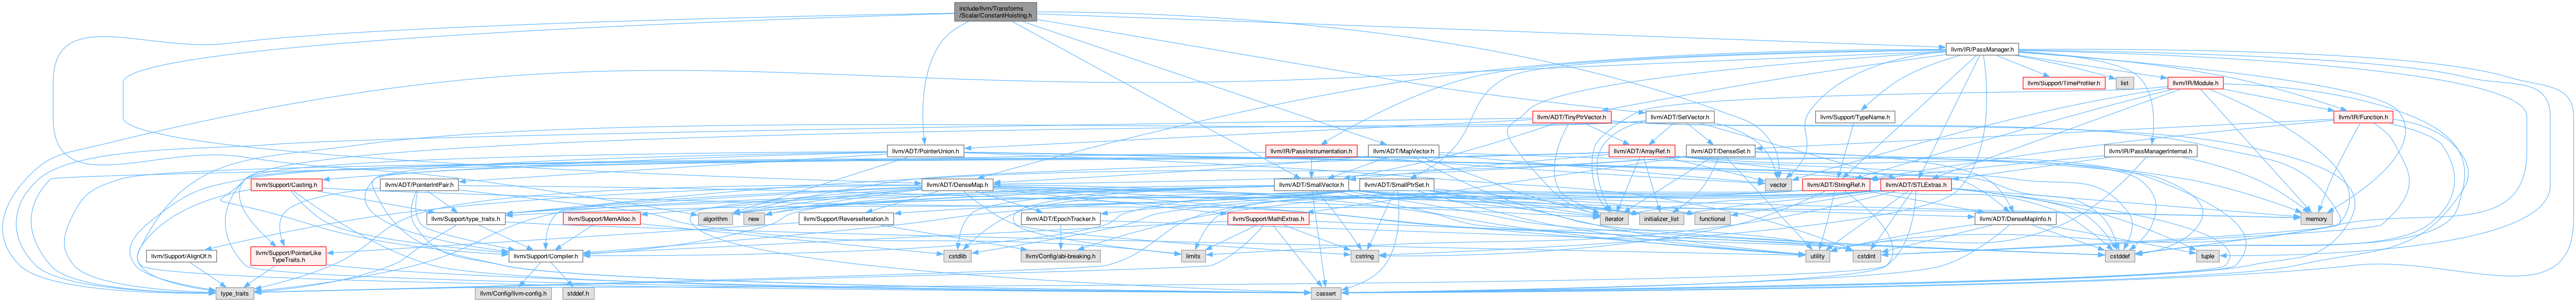 include/llvm/Transforms
/Scalar/ConstantHoisting.h
llvm/IR/PassManager.h
llvm/Support/TimeProfiler.h
list
llvm/IR/Module.h
llvm/ADT/TinyPtrVector.h
llvm/ADT/SetVector.h
llvm/Support/TypeName.h
llvm/IR/Function.h
llvm/ADT/PointerUnion.h
llvm/IR/PassInstrumentation.h
llvm/ADT/MapVector.h
llvm/ADT/ArrayRef.h
llvm/ADT/DenseSet.h
llvm/IR/PassManagerInternal.h
llvm/Support/Casting.h
llvm/ADT/PointerIntPair.h
llvm/ADT/DenseMap.h
llvm/ADT/SmallVector.h
llvm/ADT/SmallPtrSet.h
vector
llvm/ADT/StringRef.h
llvm/ADT/STLExtras.h
llvm/Support/type_traits.h
llvm/Support/MemAlloc.h
algorithm
new
llvm/Support/ReverseIteration.h
llvm/ADT/EpochTracker.h
llvm/Support/MathExtras.h
iterator
initializer_list
functional
llvm/ADT/DenseMapInfo.h
memory
llvm/Support/AlignOf.h
llvm/Support/PointerLike
TypeTraits.h
llvm/Support/Compiler.h
cstdlib
llvm/Config/abi-breaking.h
limits
cstring
utility
cstdint
cstddef
tuple
type_traits
llvm/Config/llvm-config.h
stddef.h
cassert